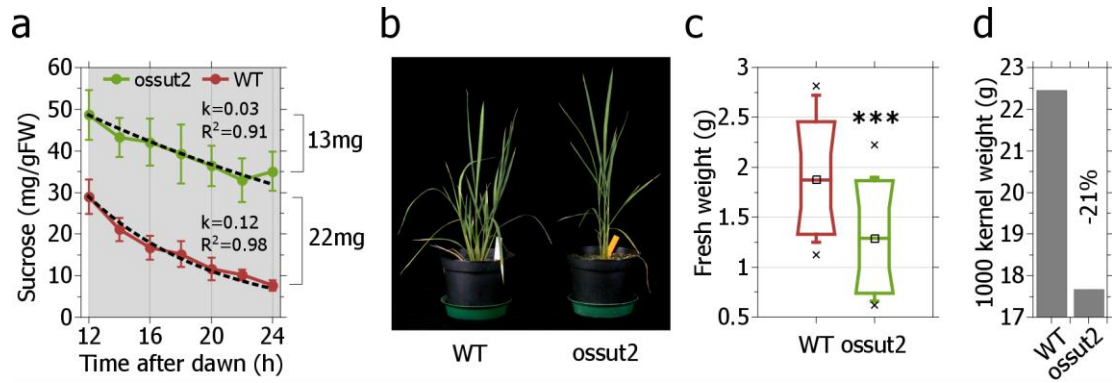 a
60
50
40
30
20
10
0
Sucrose (mg/gFW)
ossut2 WT
k=0.03
R²=0.91
k=0.12
R²=0.98
12 16 20 24
Time after dawn (h)
13mg
22mg
b
WT ossut2
c
3
2.5
2
1.5
1
0.5
Fresh weight (g)
***
WT ossut2
d
23
22
21
20
19
18
17
1000 kernel weight (g)
-21%
WT
ossut2